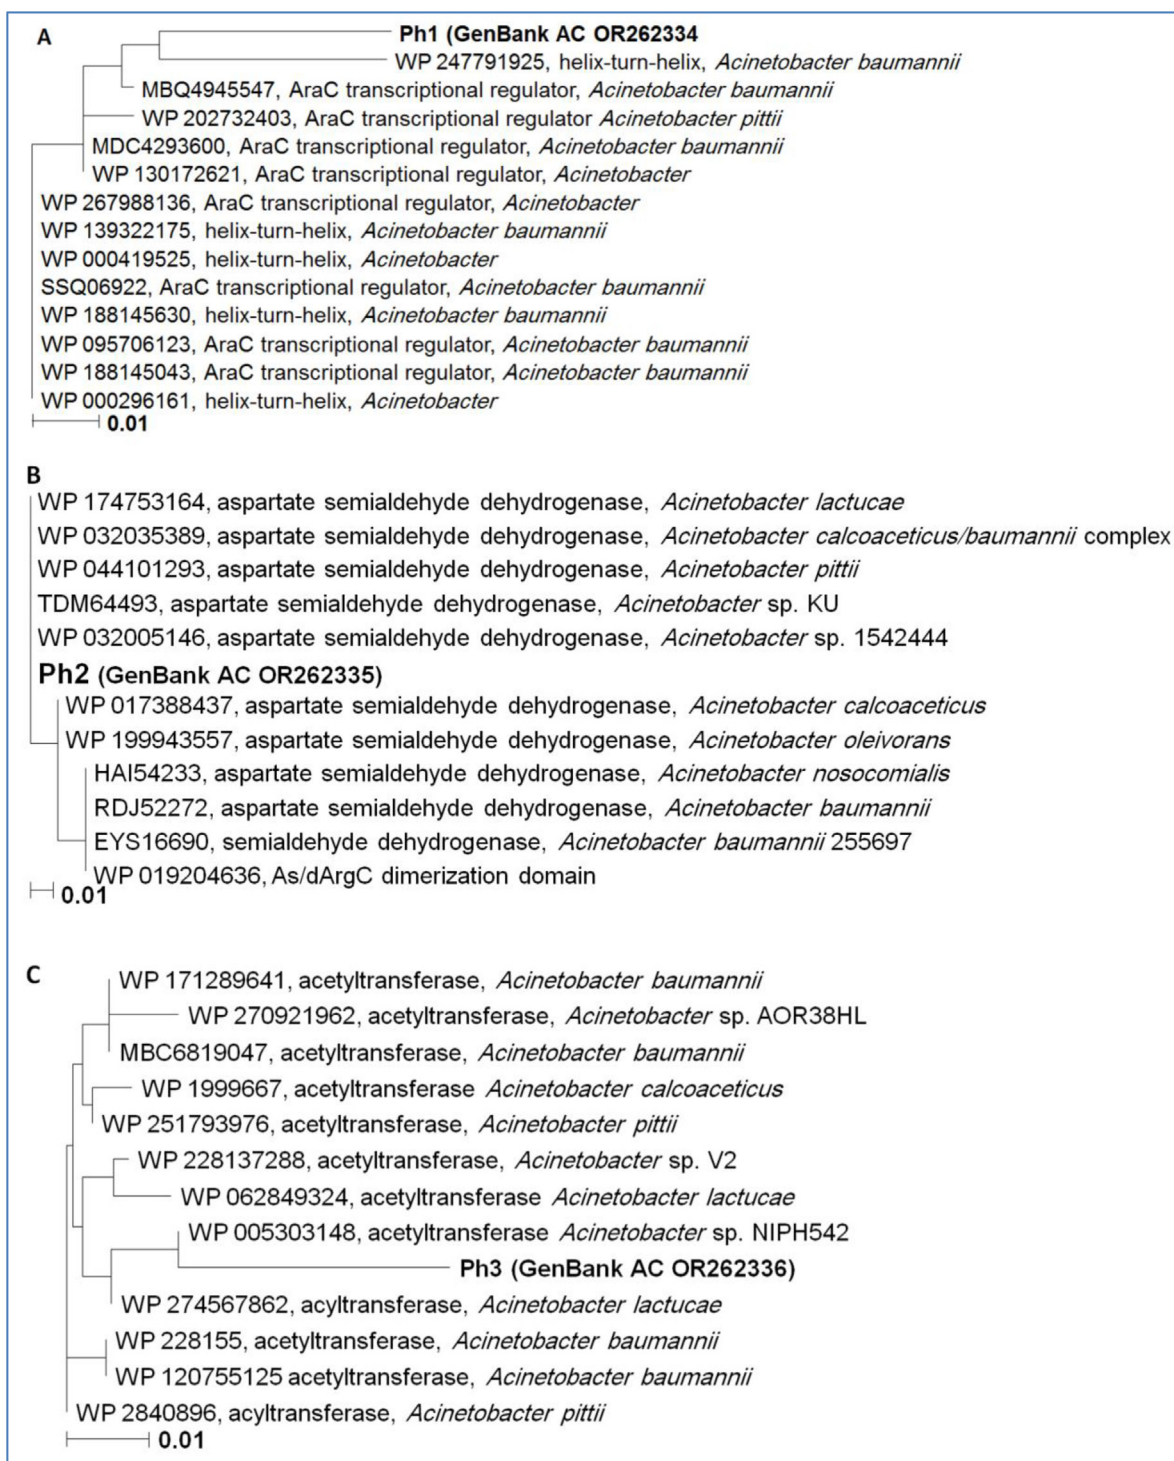 A
Ph1 (GenBank AC OR262334
WP 247791925, helix-turn-helix, Acinetobacter baumannii
MBQ4945547, AraC transcriptional regulator, Acinetobacter baumannii
WP 202732403, AraC transcriptional regulator Acinetobacter pittii
MDC4293600, AraC transcriptional regulator, Acinetobacter baumannii
WP 130172621, AraC transcriptional regulator, Acinetobacter
WP 267988136, AraC transcriptional regulator, Acinetobacter
WP 139322175, helix-turn-helix, Acinetobacter baumannii
WP 000419525, helix-turn-helix, Acinetobacter
SSQ06922, AraC transcriptional regulator, Acinetobacter baumannii
WP 188145630, helix-turn-helix, Acinetobacter baumannii
WP 095706123, AraC transcriptional regulator, Acinetobacter baumannii
WP 188145043, AraC transcriptional regulator, Acinetobacter baumannii
WP 000296161, helix-turn-helix, Acinetobacter
0.01
B
WP 174753164, aspartate semialdehyde dehydrogenase, Acinetobacter lactucae
WP 032035389, aspartate semialdehyde dehydrogenase, Acinetobacter calcoaceticus/baumannii complex
WP 044101293, aspartate semialdehyde dehydrogenase, Acinetobacter pittii
TDM64493, aspartate semialdehyde dehydrogenase, Acinetobacter sp. KU
WP 032005146, aspartate semialdehyde dehydrogenase, Acinetobacter sp. 1542444
Ph2 (GenBank AC OR262335)
WP 017388437, aspartate semialdehyde dehydrogenase, Acinetobacter calcoaceticus
WP 199943557, aspartate semialdehyde dehydrogenase, Acinetobacter oleivorans
HAI54233, aspartate semialdehyde dehydrogenase, Acinetobacter nosocomialis
RDJ52272, aspartate semialdehyde dehydrogenase, Acinetobacter baumannii
EYS16690, semialdehyde dehydrogenase, Acinetobacter baumannii 255697
WP 019204636, As/dArgC dimerization domain
0.01
C
WP 171289641, acetyltransferase, Acinetobacter baumannii
WP 270921962, acetyltransferase, Acinetobacter sp. AOR38HL
MBC6819047, acetyltransferase, Acinetobacter baumannii
WP 1999667, acetyltransferase Acinetobacter calcoaceticus
WP 251793976, acetyltransferase, Acinetobacter pittii
WP 228137288, acetyltransferase, Acinetobacter sp. V2
WP 062849324, acetyltransferase Acinetobacter lactucae
WP 005303148, acetyltransferase Acinetobacter sp. NIPH542
Ph3 (GenBank AC OR262336)
WP 274567862, acyltransferase, Acinetobacter lactucae
WP 228155, acetyltransferase, Acinetobacter baumannii
WP 120755125 acetyltransferase, Acinetobacter baumannii
WP 2840896, acyltransferase, Acinetobacter pittii
0.01